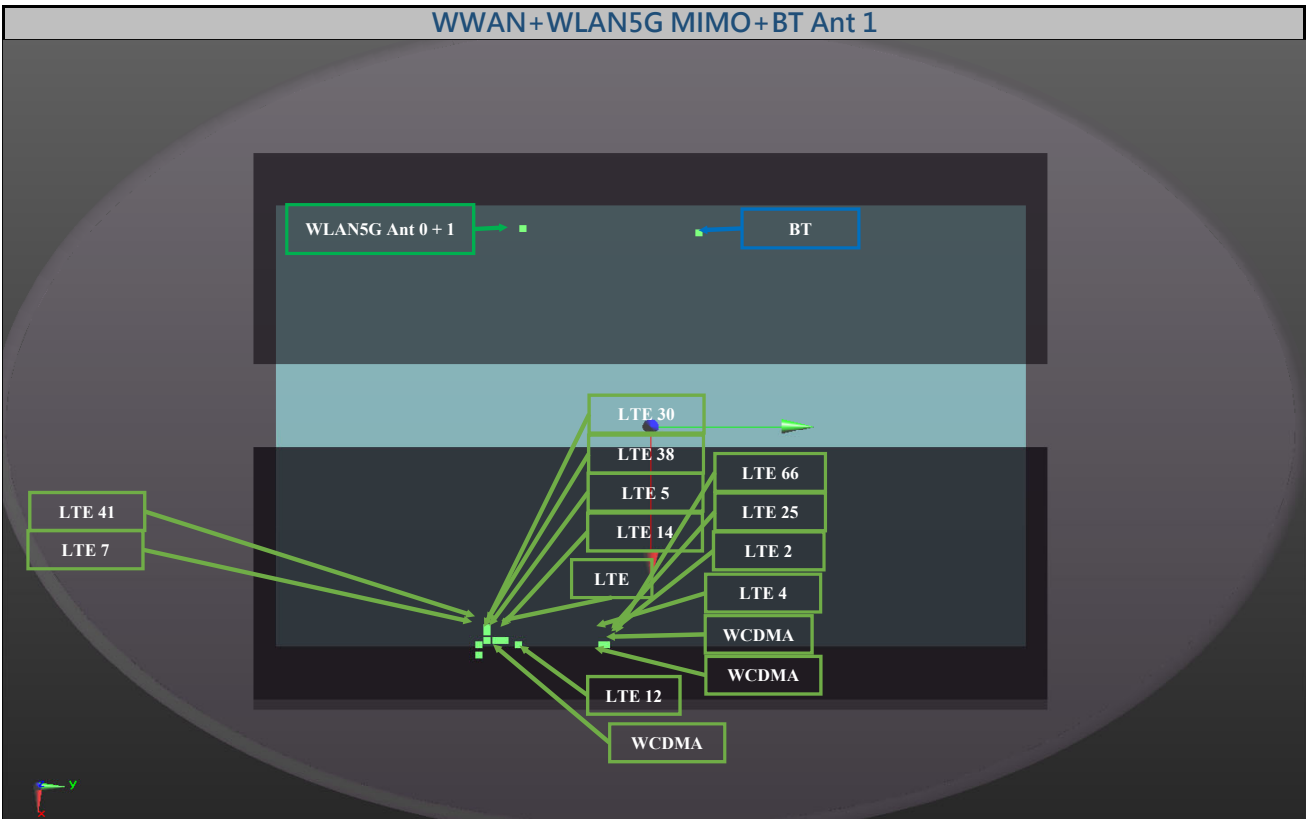 WWAN+WLAN5G MIMO+BT Ant 1
WLAN5G Ant 0 + 1
BT
LTE 30
LTE 38
LTE 66
LTE 5
LTE 41
LTE 25
LTE 14
LTE 7
LTE 2
LTE
LTE 4
WCDMA
WCDMA
LTE 12
WCDMA
Y
X